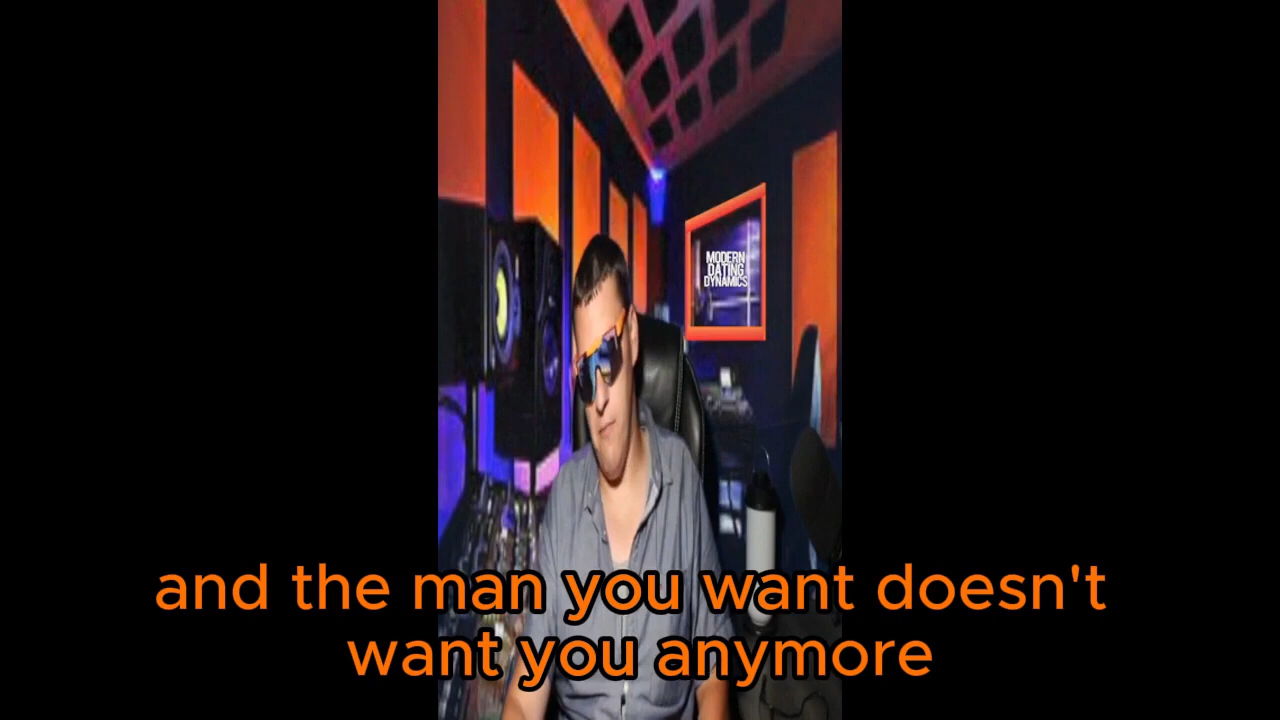 MODERN
DATING
DYNAMICS
and the man you want doesn't
want you anymore